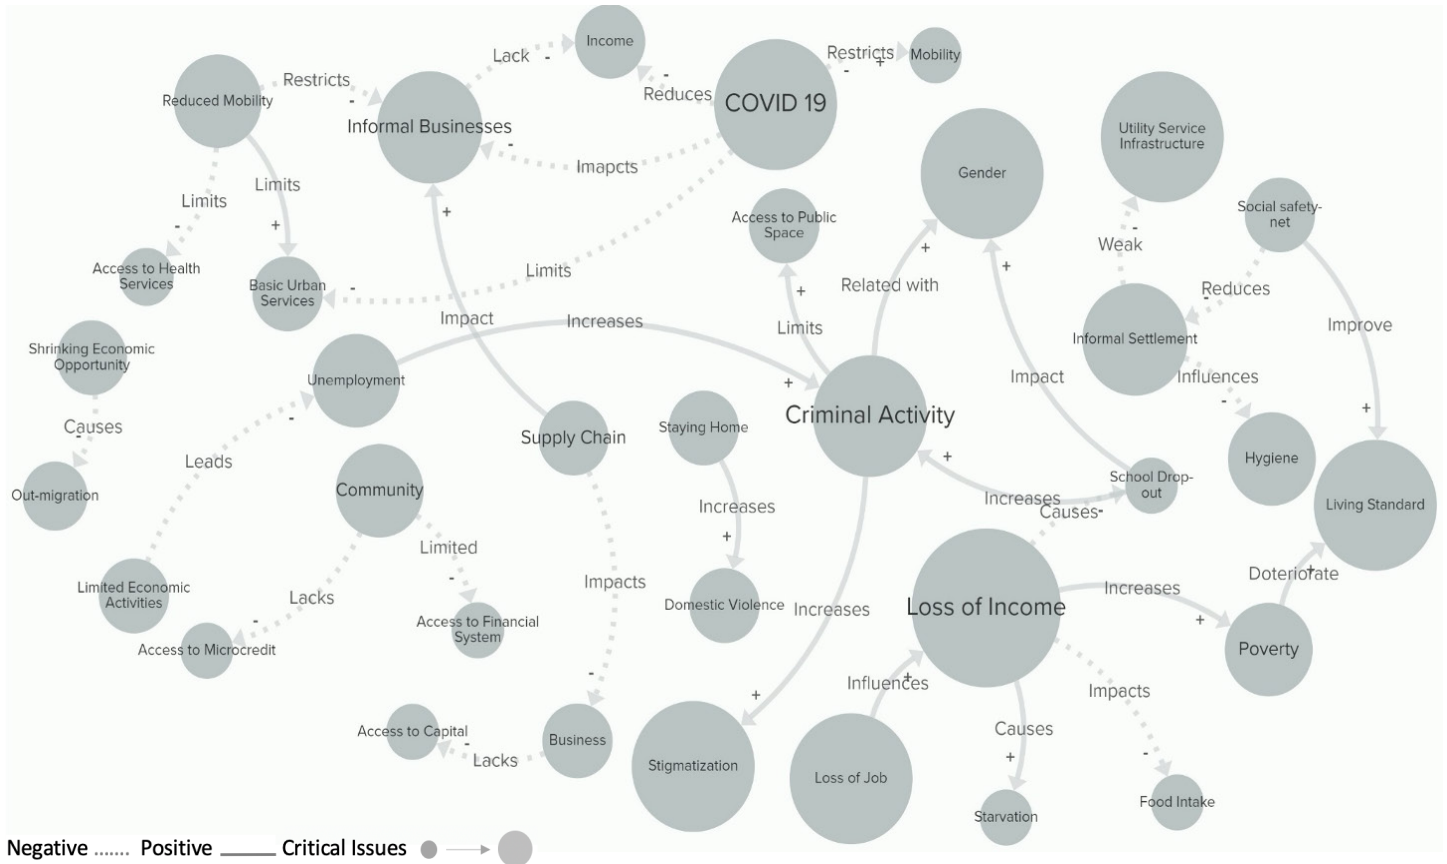 Income
Lack
-
Restricts
-
+
Mobility
Reduced Mobility
Restricts
-
Informal Businesses
Reduces
-
COVID 19
Imapcts
-
Gender
Utility Service
Infrastructure
Limits
-
Limits
+
Access to Public
Space
Social safety-
net
Access to Health
Services
Basic Urban
Services
Limits
-
Impact
+
Increases
+
Limits
+
Related with
+
Impact
+
Weak
-
Reduces
-
Informal Settlement
Improve
+
Influences
-
Shrinking Economic
Opportunity
Causes
-
Out-migration
Unemployment
Leads
-
Community
Supply Chain
Staying Home
Criminal Activity
School Drop-
out
Hygiene
Living Standard
Increases
+
Increases
+
Causes
-
Limited
-
Lacks
-
Limited Economic
Activities
Access to Microcredit
Access to Financial
System
Impacts
-
Domestic Violence
Increases
+
Loss of Income
Increases
+
Doteriorate
+
Poverty
Influences
+
Impacts
-
Causes
+
Access to Capital
Lacks
-
Business
Stigmatization
Loss of Job
Starvation
Food Intake
Negative ....... Positive ______ Critical Issues